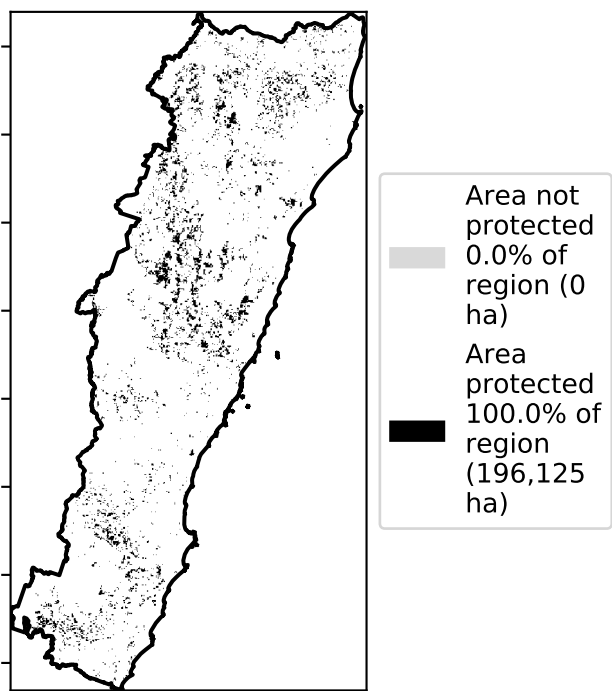 Area not
protected
0.0% of
region (0
ha)
Area
protected
100.0% of
region
(196,125
ha)